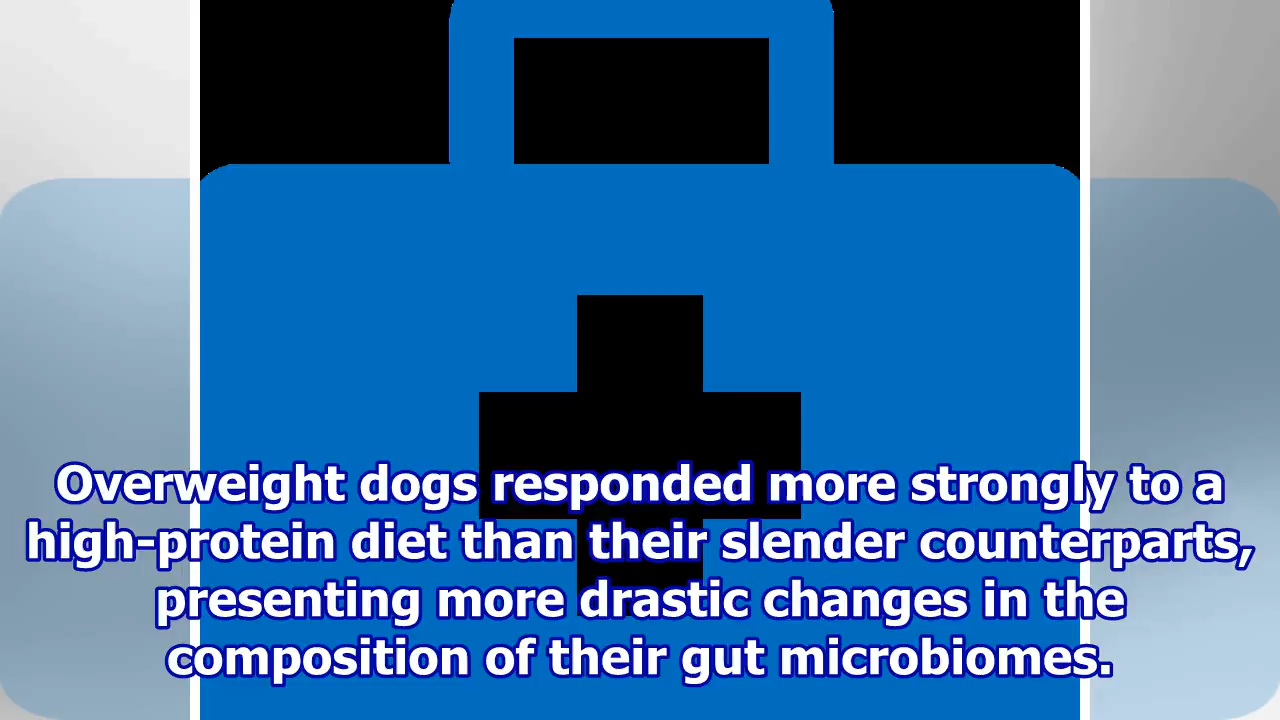 Overweight dogs responded more strongly to a
high-protein diet than their slender counterparts,
presenting more drastic changes in the
composition of their gut microbiomes.